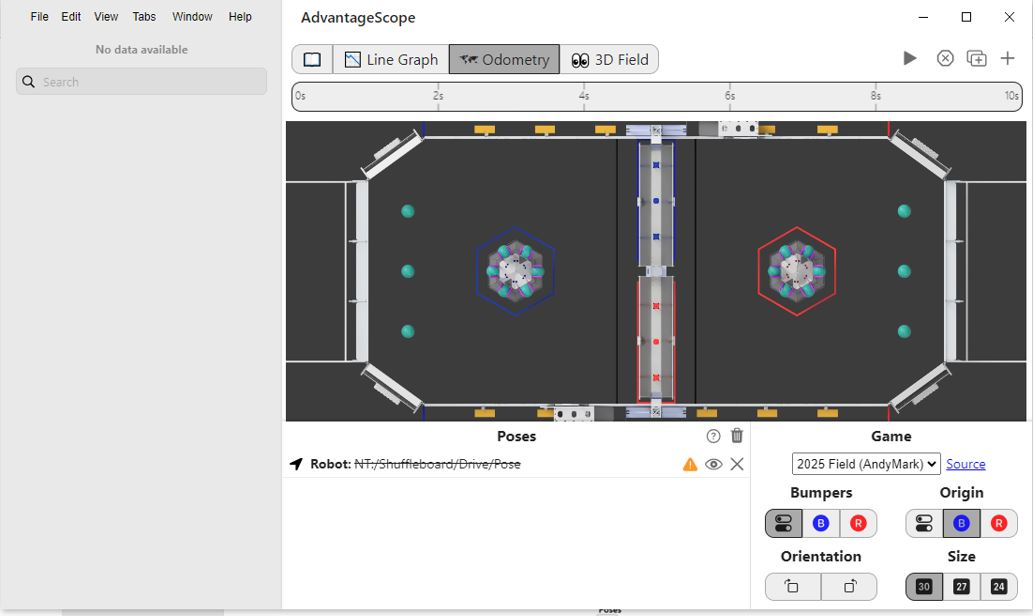 File Edit View Tabs Window Help
AdvantageScope
No data available
Search
Line Graph Odometry 3D Field
0s 2s 4s 6s 8s 10s
Poses
Game
Robot: NT:/Shuffleboard/Drive/Pose
2025 Field (AndyMark) Source
Bumpers Origin
B R B R
Orientation Size
30 27 24
Poses